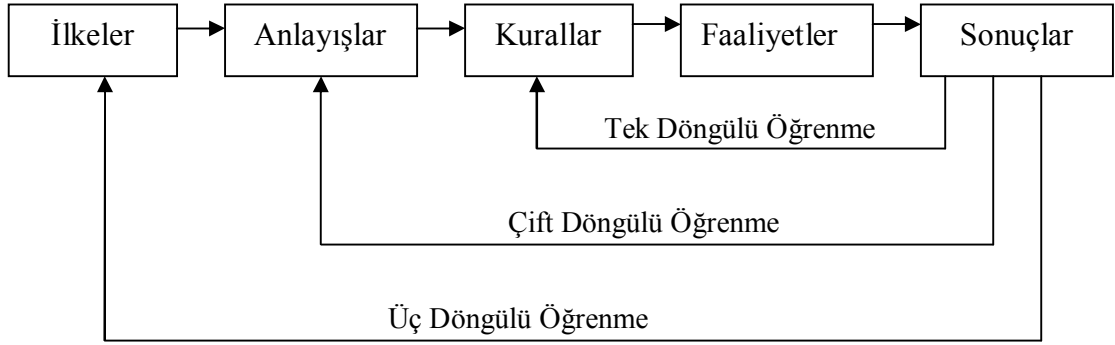 İlkeler
Anlayışlar
Kurallar
Faaliyetler
Sonuçlar
Tek Döngülü Öğrenme
Çift Döngülü Öğrenme
Üç Döngülü Öğrenme